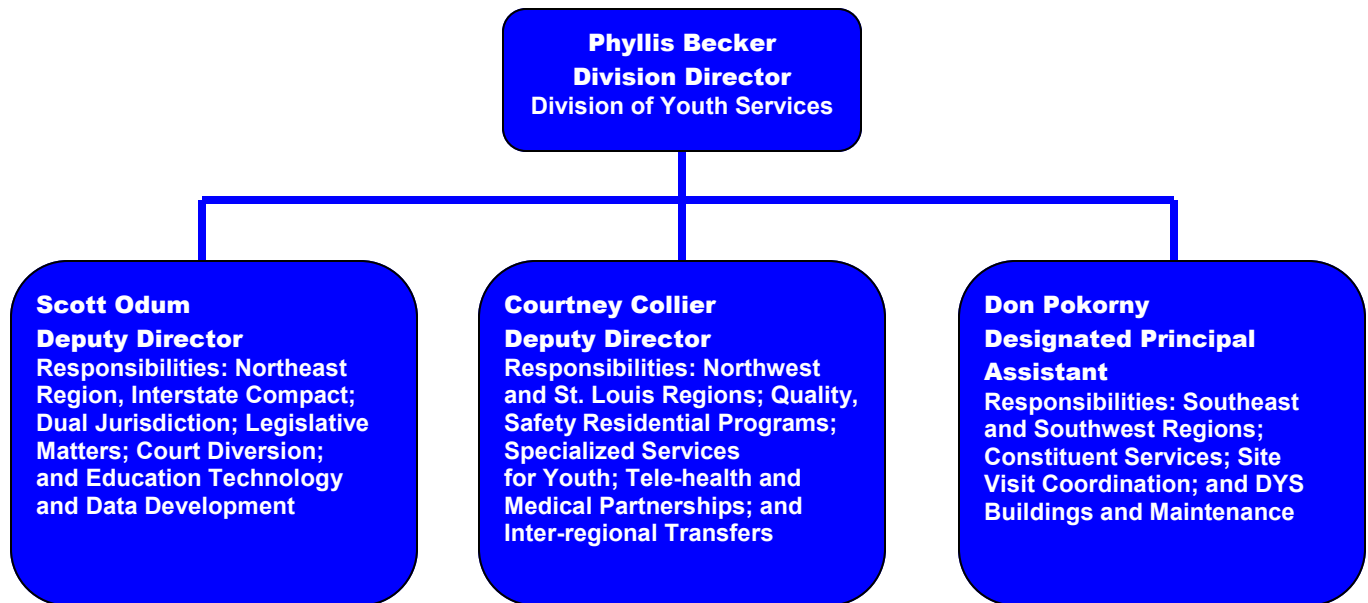 Phyllis Becker
Division Director
Division of Youth Services
Scott Odum
Deputy Director
Responsibilities: Northeast
Region, Interstate Compact;
Dual Jurisdiction; Legislative
Matters; Court Diversion;
and Education Technology
and Data Development
Courtney Collier
Deputy Director
Responsibilities: Northwest
and St. Louis Regions; Quality,
Safety Residential Programs;
Specialized Services
for Youth; Tele-health and
Medical Partnerships; and
Inter-regional Transfers
Don Pokorny
Designated Principal
Assistant
Responsibilities: Southeast
and Southwest Regions;
Constituent Services; Site
Visit Coordination; and DYS
Buildings and Maintenance